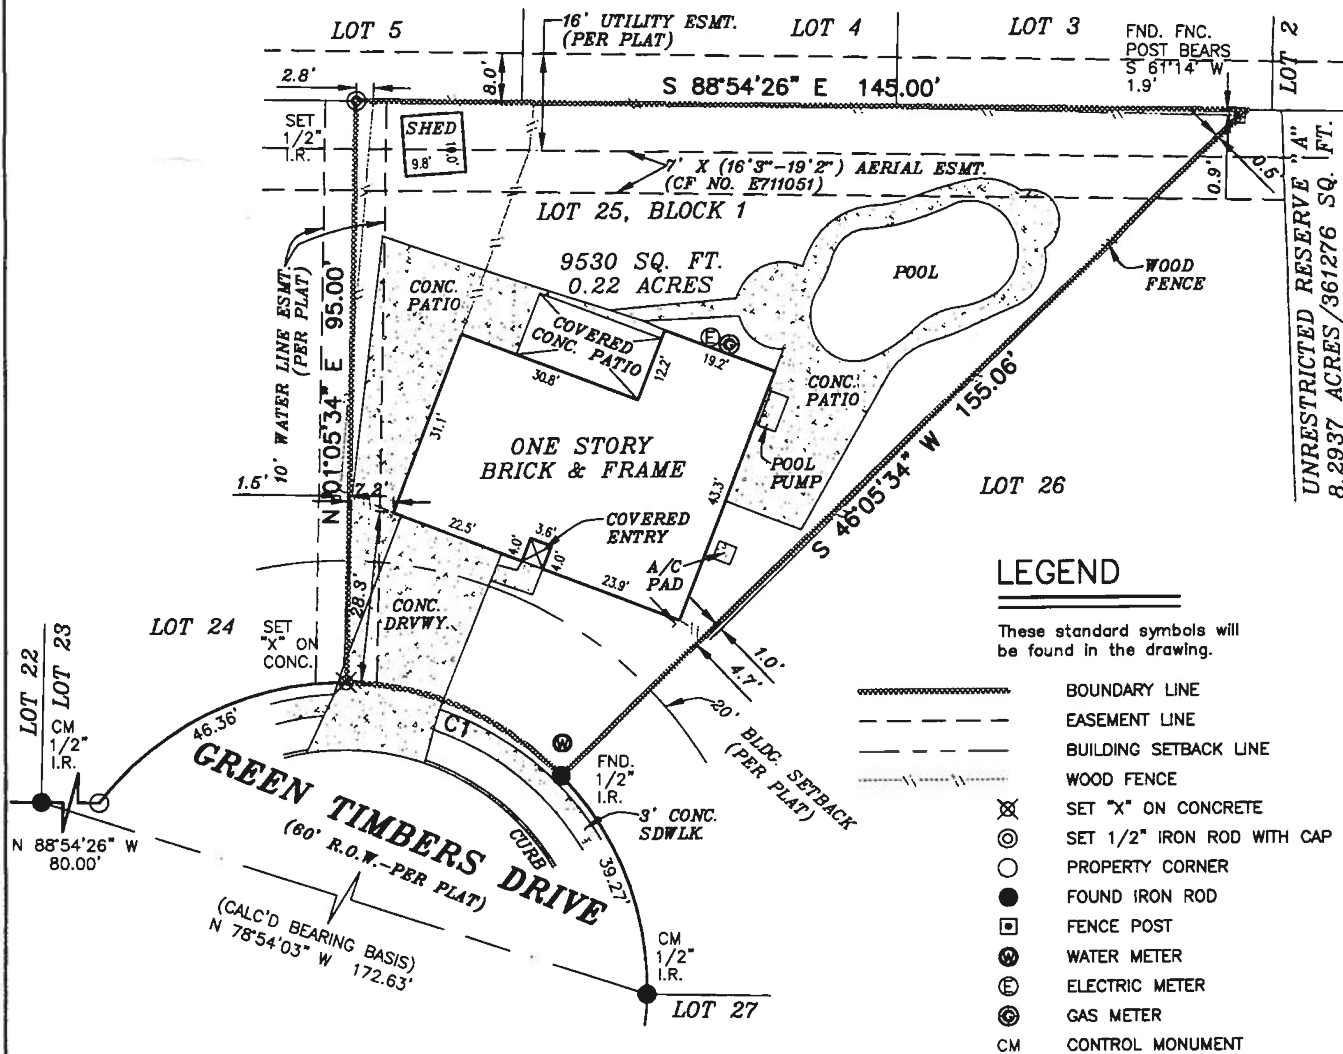 LOT 5
16' UTILITY ESMT.
(PER PLAT)
LOT 4
LOT 3
FND. FNC.
POST BEARS
S 61°14' W
1.9'
LOT 2
2.8'
8.0'
S 88°54'26" E 145.00'
SET
1/2"
I.R.
SHED
9.8'
10.0'
7' X (16'3"-19'2") AERIAL ESMT.
(CF NO. E711051)
0.9'
0.5'
LOT 25, BLOCK 1
9530 SQ. FT.
0.22 ACRES
UNRESTRICTED RESERVE "A"
8.2937 ACRES/361276 SQ. FT.
10' WATER LINE ESMT.
(PER PLAT)
N 01°05'34" E 95.00'
CONC.
PATIO
COVERED
CONC. PATIO
POOL
WOOD
FENCE
30.8'
12.2'
E
G
19.2'
31.1'
CONC.
PATIO
S 46°05'34" W 155.06'
ONE STORY
BRICK & FRAME
POOL
PUMP
43.3'
LOT 26
1.5'
7.2'
22.5'
3.6'
4.0'
4.0'
COVERED
ENTRY
23.9'
A/C
PAD
28.3'
CONC.
DRVWY.
1.0'
4.7'
LOT 24
SET
"X" ON
CONC.
LOT 22
LOT 23
CM
1/2"
I.R.
46.36'
C1
W
FND.
1/2"
I.R.
20' BLDG. SETBACK
(PER PLAT)
3' CONC.
SDWLK
CURB
39.27'
GREEN TIMBERS DRIVE
(60' R.O.W.-PER PLAT)
N 88°54'26" W
80.00'
(CALC'D BEARING BASIS)
N 78°54'03" W 172.63'
CM
1/2"
I.R.
LOT 27
LEGEND
These standard symbols will
be found in the drawing.
BOUNDARY LINE
EASEMENT LINE
BUILDING SETBACK LINE
WOOD FENCE
SET "X" ON CONCRETE
SET 1/2" IRON ROD WITH CAP
PROPERTY CORNER
FOUND IRON ROD
FENCE POST
W WATER METER
E ELECTRIC METER
G GAS METER
CM CONTROL MONUMENT